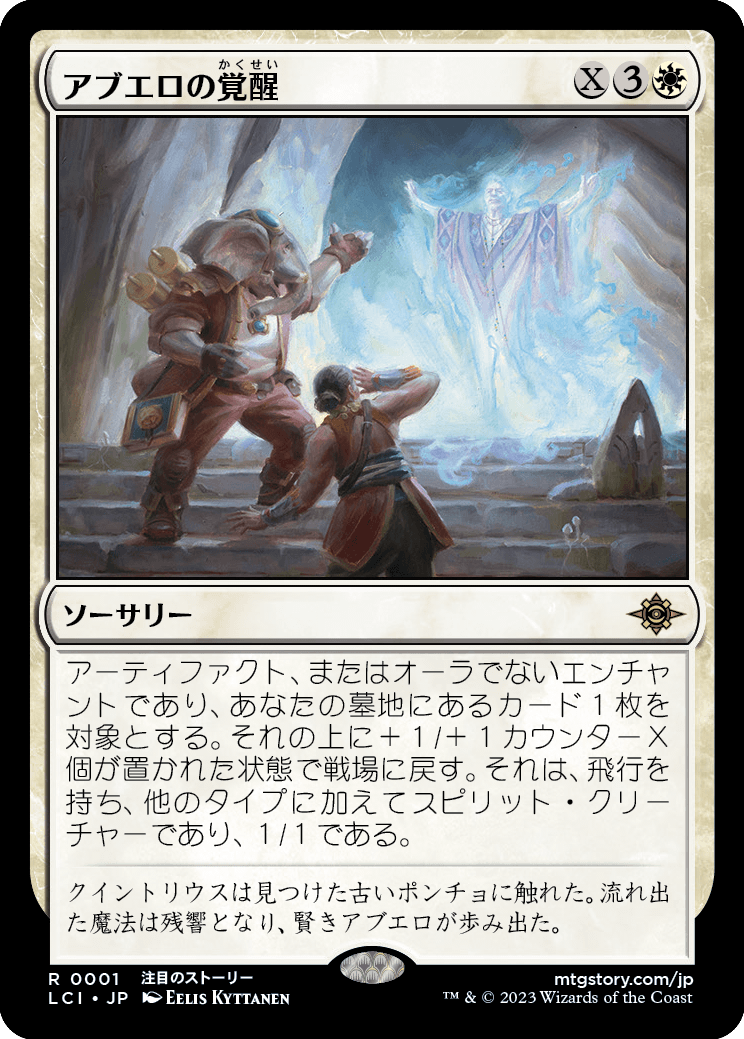 かくせい
アブエロの覚醒 X3
ソーサリー
アーティファクト、またはオーラでないエンチャ
ントであり、あなたの墓地にあるカード1枚を
対象とする。それの上に+1/+1カウンターX
個が置かれた状態で戦場に戻す。それは、飛行を
持ち、他のタイプに加えてスピリット・クリー
チャーであり、1/1である。
クイントリウスは見つけた古いポンチョに触れた。流れ出
た魔法は残響となり、賢きアブエロが歩み出た。
R 0001 注目のストーリー mtgstory.com/jp
LCI • JP Eelis Kyttanen ™ & © 2023 Wizards of the Coast